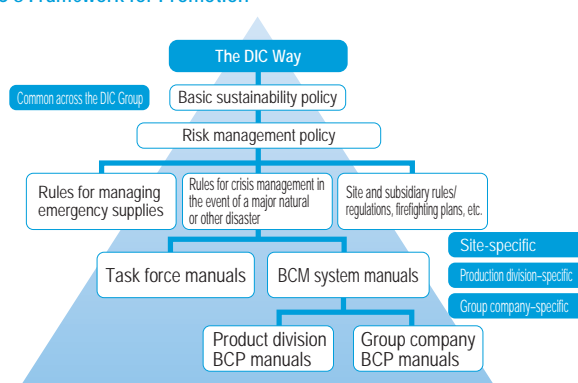 s Framework for Promotion
The DIC Way
Common across the DIC Group
Basic sustainability policy
Risk management policy
Rules for managing
emergency supplies
Rules for crisis management in
the event of a major natural
or other disaster
Site and subsidiary rules/
regulations, firefighting plans, etc.
Site-specific
Task force manuals
BCM system manuals
Production division–specific
Group company–specific
Product division
BCP manuals
Group company
BCP manuals